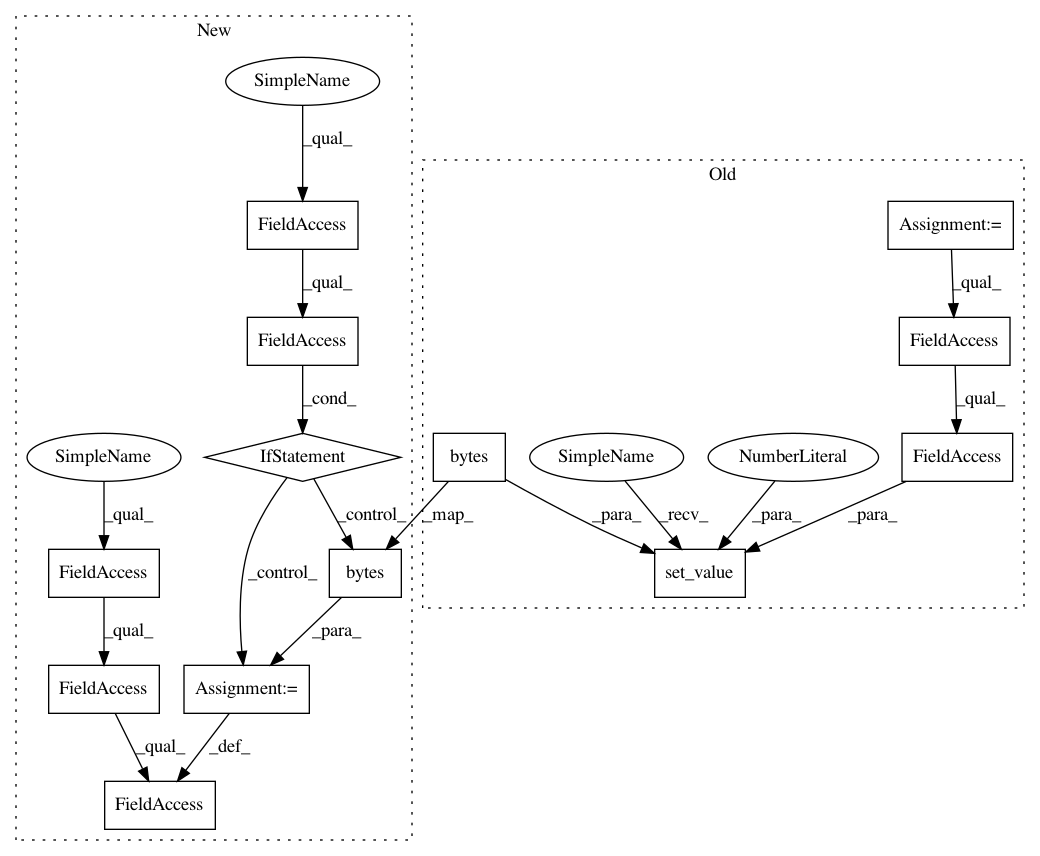 New
SimpleName
_qual_
Old
FieldAccess
Assignment:=
_qual_
_qual_
FieldAccess
FieldAccess
_cond_
_qual_
SimpleName
IfStatement
bytes
SimpleName
NumberLiteral
FieldAccess
_qual_
_control_
_map_
_para_
_recv_
_para_
_para_
FieldAccess
_control_
bytes
set_value
_qual_
_para_
FieldAccess
Assignment:=
_qual_
_def_
FieldAccess